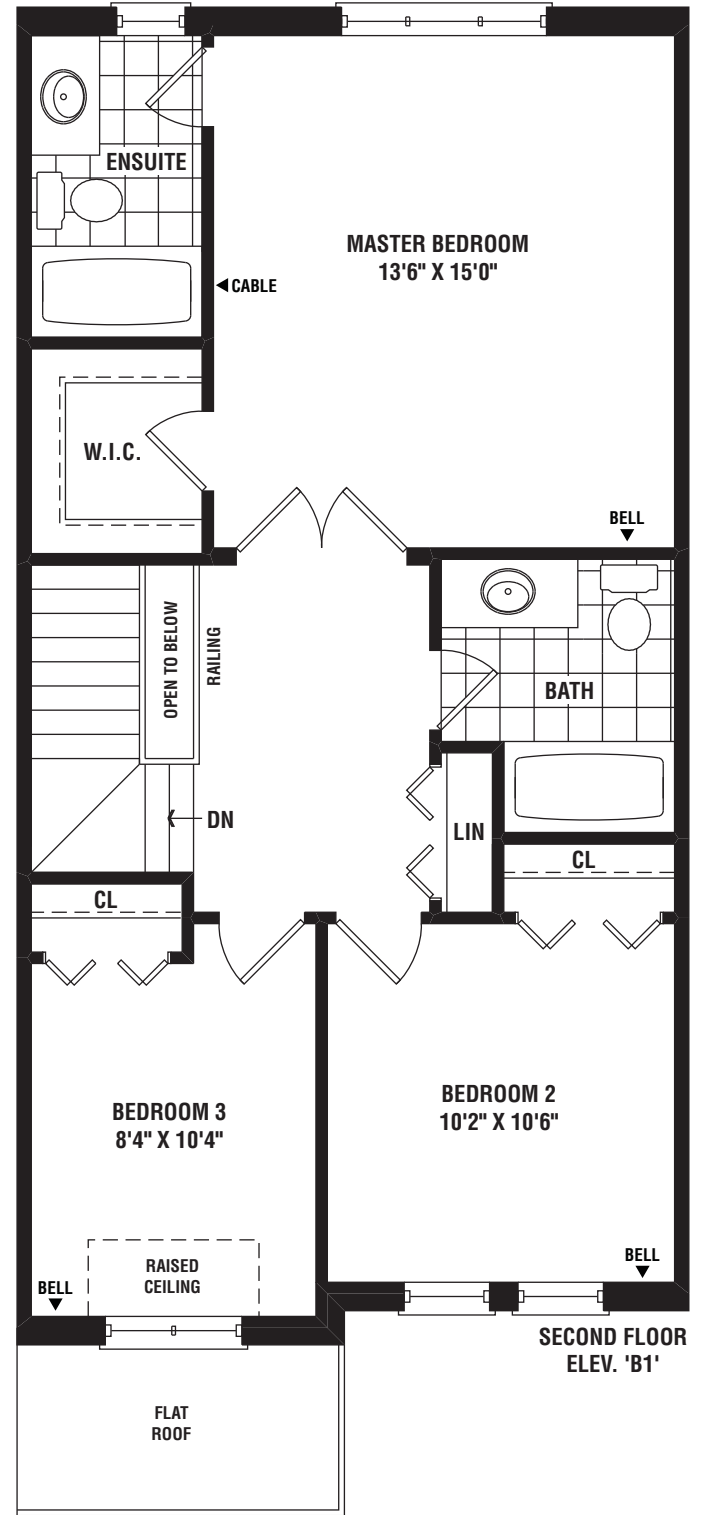 ENSUITE
MASTER BEDROOM
13'6" X 15'0"
CABLE
W.I.C.
BELL
OPEN TO BELOW
RAILING
BATH
DN
LIN
CL
CL
BEDROOM 2
10'2" X 10'6"
BEDROOM 3
8'4" X 10'4"
RAISED
CEILING
BELL
BELL
SECOND FLOOR
ELEV. 'B1'
FLAT
ROOF